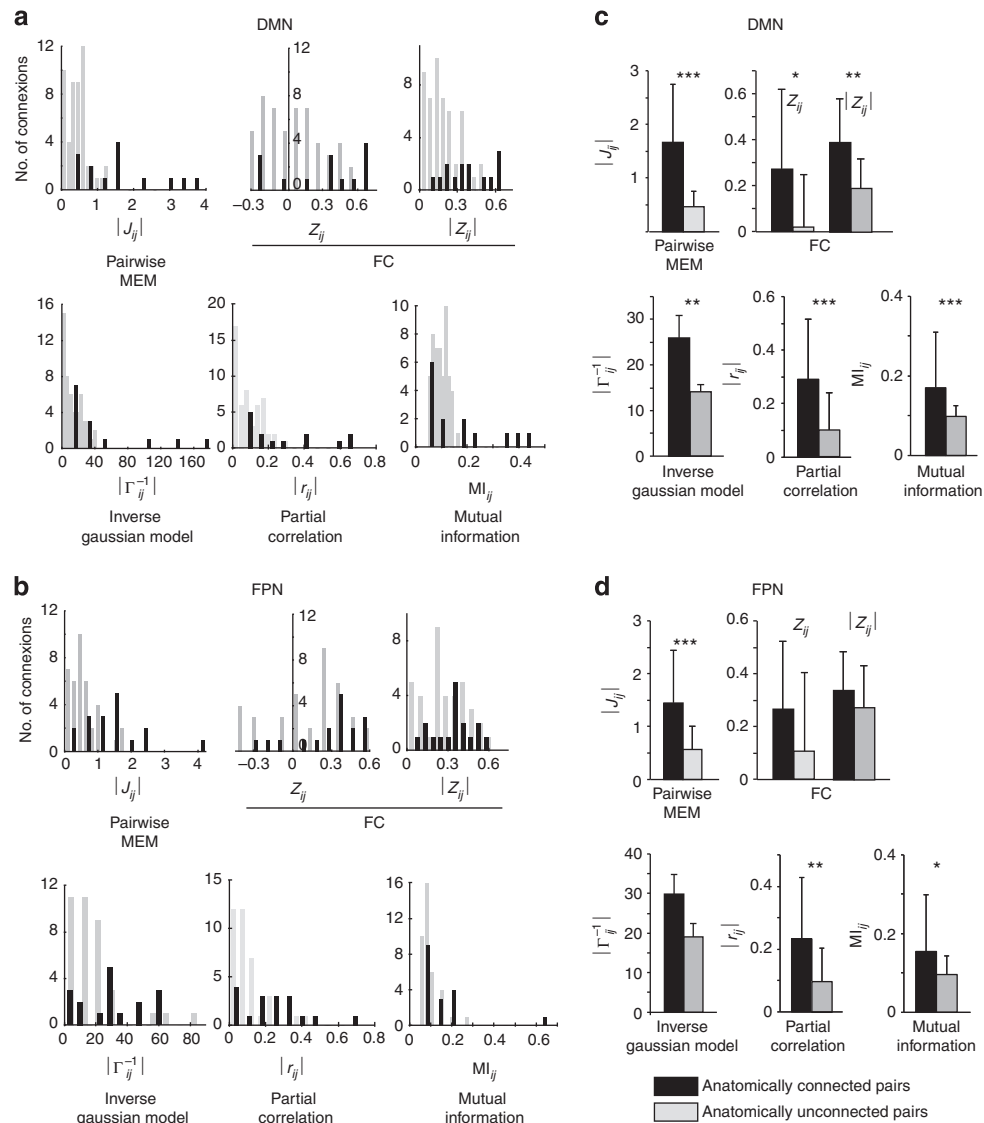 a
DMN
No. of connexions
12
8
4
0
0 1 2 3 4
|J_ij|
Pairwise
MEM
12
8
4
0
−0.3 0 0.3 0.6
Z_ij
8
4
0
0 0.3 0.6
|Z_ij|
FC
16
12
8
4
0
0 40 80 120 160
|Γ_ij^−1|
Inverse
gaussian model
20
15
10
5
0
0 0.2 0.4 0.6 0.8
|r_ij|
Partial
correlation
10
8
6
4
2
0
0 0.2 0.4
MI_ij
Mutual
information
b
FPN
No. of connexions
12
8
4
0
0 1 2 3 4
|J_ij|
Pairwise
MEM
12
8
4
0
−0.3 0 0.3 0.6
Z_ij
8
4
0
0 0.3 0.6
|Z_ij|
FC
12
8
4
0
0 20 40 60 80
|Γ_ij^−1|
Inverse
gaussian model
15
10
5
0
0 0.2 0.4 0.6 0.8
|r_ij|
Partial
correlation
16
12
8
4
0
0 0.2 0.4 0.6
MI_ij
Mutual
information
c
DMN
3
2
1
|J_ij|
***
Pairwise
MEM
0.6
0.4
0.2
0
*
Z_ij
**
|Z_ij|
FC
30
20
10
0
|Γ_ij^−1|
**
Inverse
gaussian model
0.6
0.4
0.2
0
|r_ij|
***
Partial
correlation
0.4
0.2
0
MI_ij
***
Mutual
information
d
FPN
3
2
1
0
|J_ij|
***
Pairwise
MEM
0.6
0.4
0.2
0
Z_ij
|Z_ij|
FC
40
30
20
10
0
|Γ_ij^−1|
Inverse
gaussian model
0.4
0.2
0
|r_ij|
**
Partial
correlation
0.4
0.2
0
MI_ij
*
Mutual
information
Anatomically connected pairs
Anatomically unconnected pairs